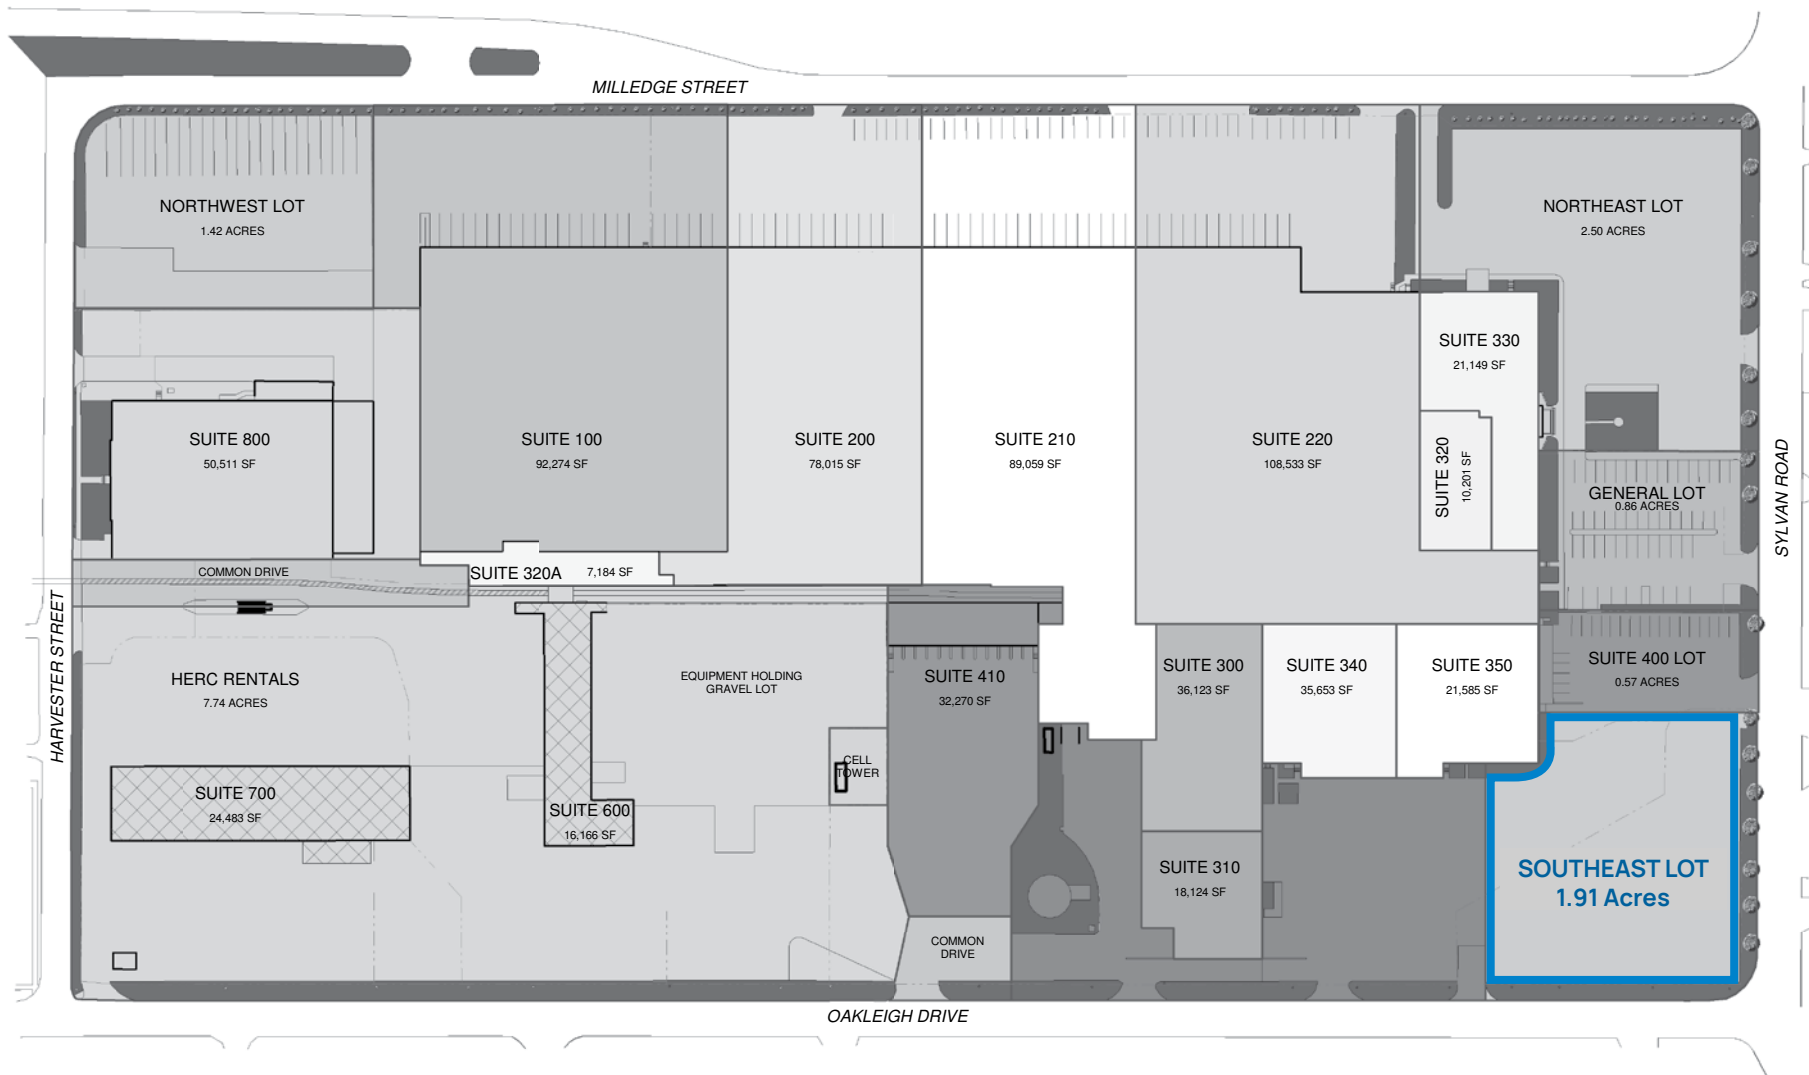 MILLEDGE STREET
NORTHWEST LOT
1.42 ACRES
NORTHEAST LOT
2.50 ACRES
SUITE 330
21,149 SF
SUITE 800
50,511 SF
SUITE 100
92,274 SF
SUITE 200
78,015 SF
SUITE 210
89,059 SF
SUITE 220
108,533 SF
SUITE 320
10,201 SF
GENERAL LOT
0.86 ACRES
SYLVAN ROAD
COMMON DRIVE
SUITE 320A
7,184 SF
HARVESTER STREET
HERC RENTALS
7.74 ACRES
EQUIPMENT HOLDING
GRAVEL LOT
SUITE 410
32,270 SF
SUITE 300
36,123 SF
SUITE 340
35,653 SF
SUITE 350
21,585 SF
SUITE 400 LOT
0.57 ACRES
CELL
TOWER
SUITE 700
24,483 SF
SUITE 600
16,166 SF
SUITE 310
18,124 SF
SOUTHEAST LOT
1.91 Acres
COMMON
DRIVE
OAKLEIGH DRIVE